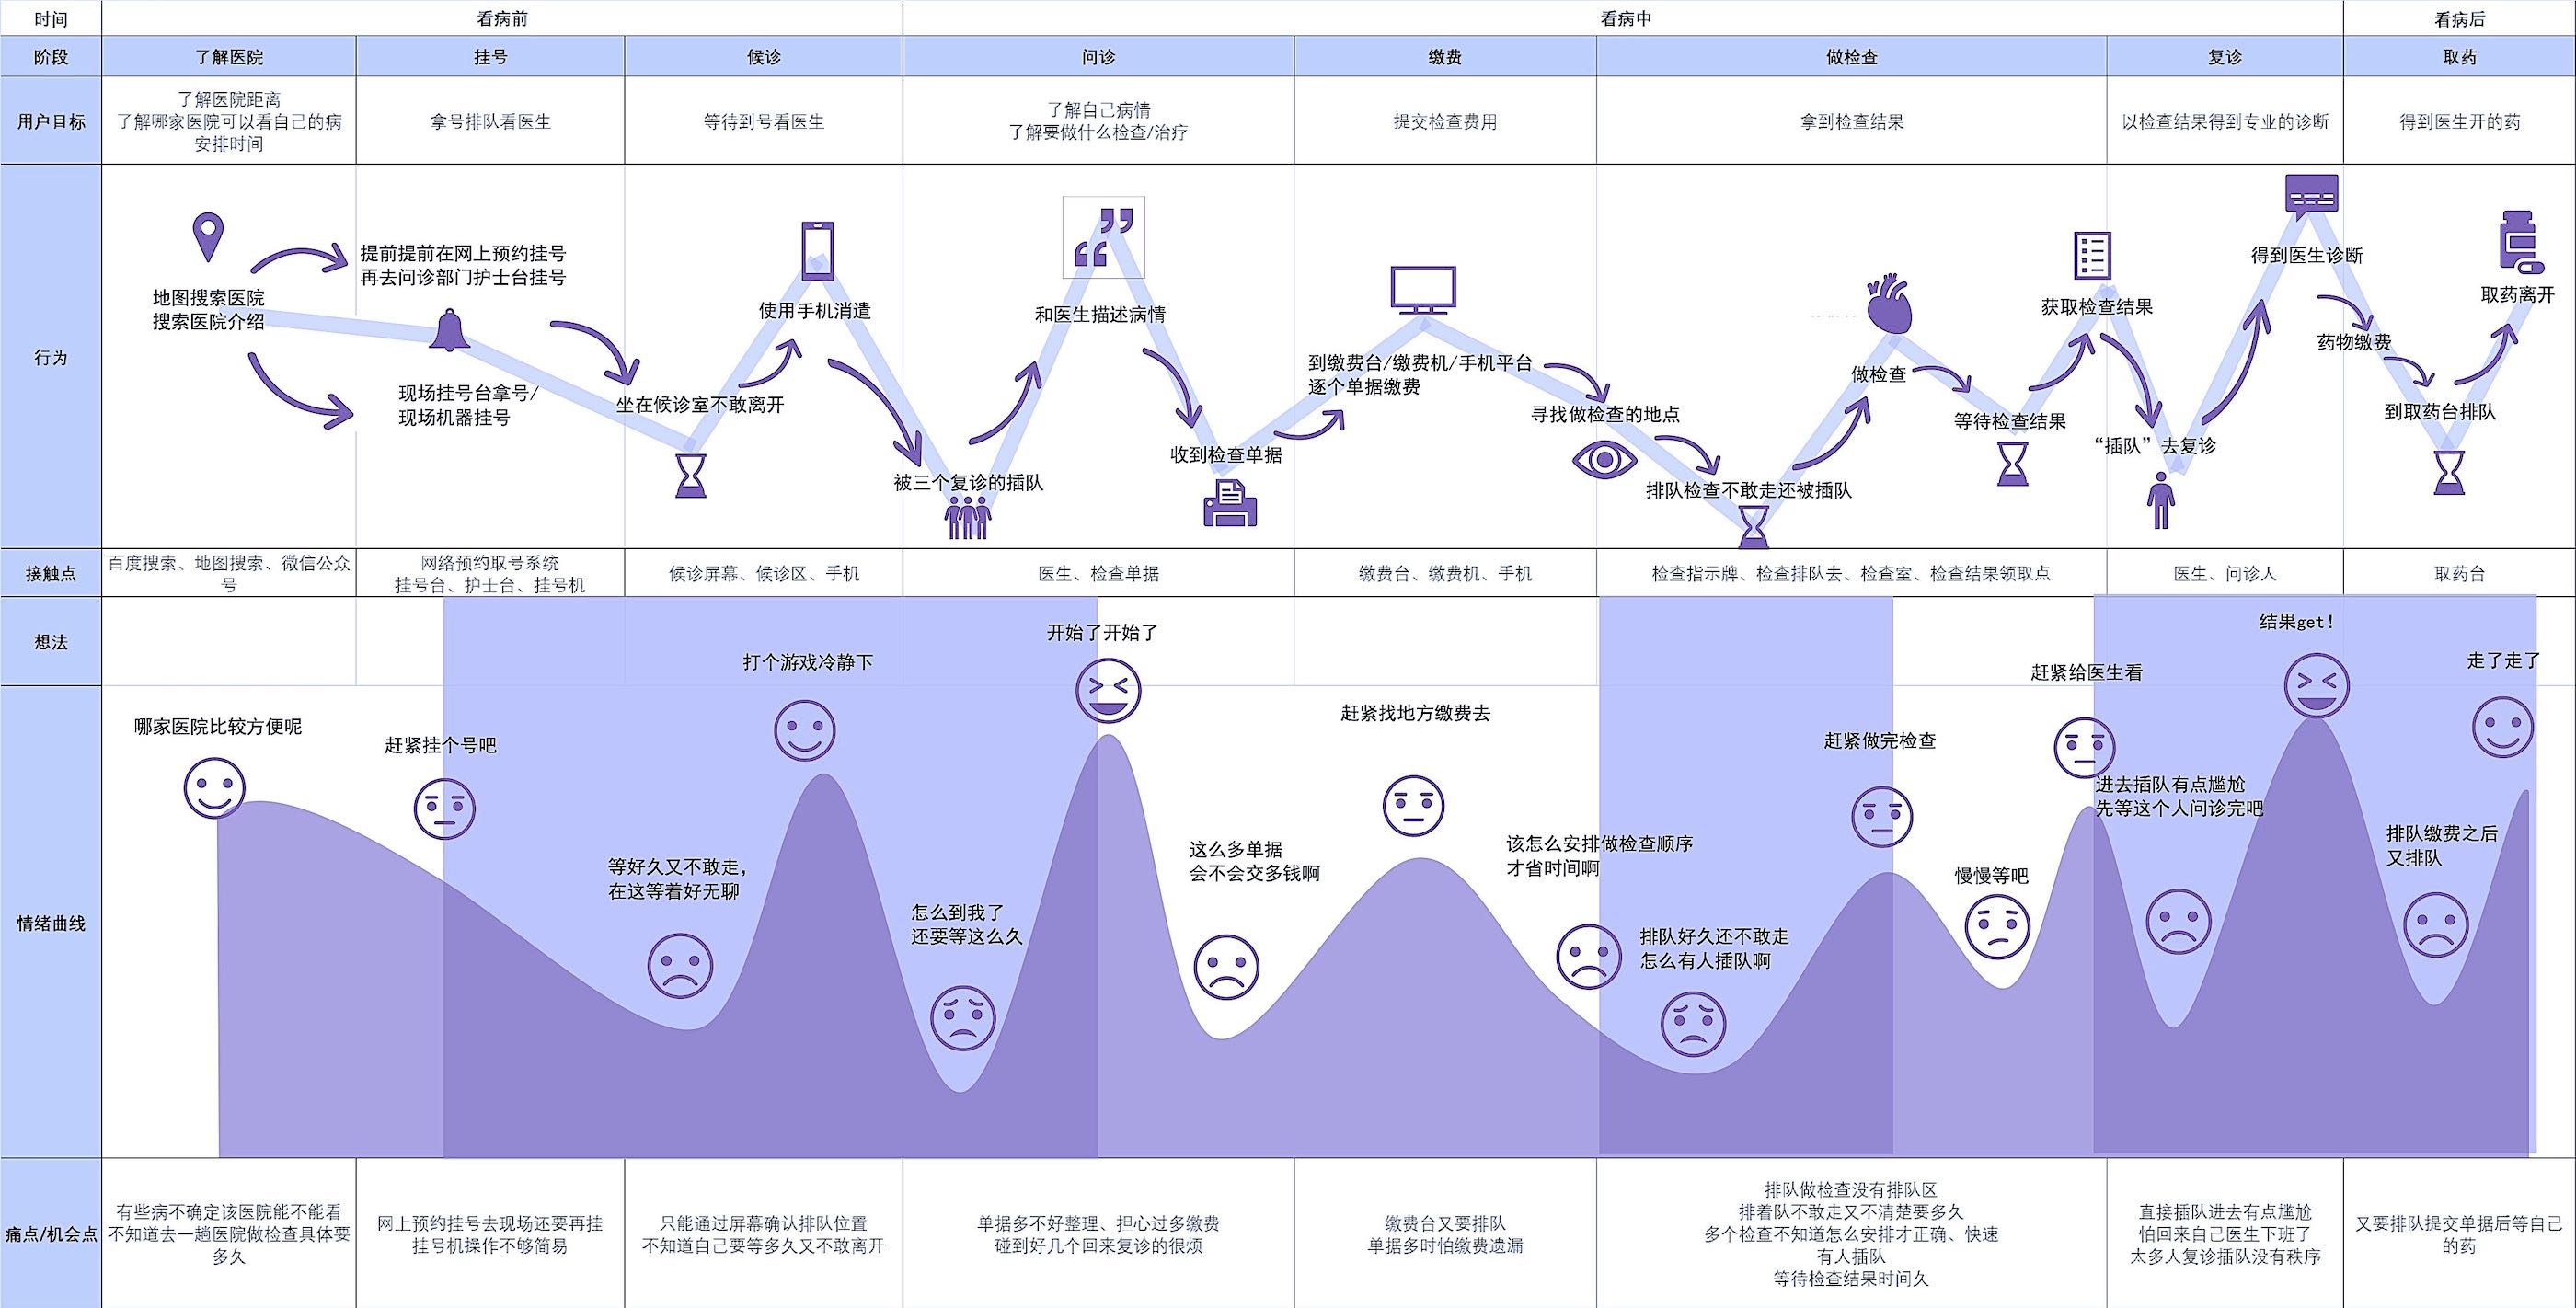 时间
看病前
看病中
看病后
阶段
了解医院
挂号
候诊
问诊
缴费
做检查
复诊
取药
用户目标
了解医院距离
了解哪家医院可以看自己的病
安排时间
拿号排队看医生
等待到号看医生
了解自己病情
了解要做什么检查/治疗
提交检查费用
拿到检查结果
以检查结果得到专业的诊断
得到医生开的药
行为
地图搜索医院
搜索医院介绍
提前提前在网上预约挂号
再去问诊部门护士台挂号
现场挂号台拿号/
现场机器挂号
坐在候诊室不敢离开
使用手机消遣
被三个复诊的插队
和医生描述病情
收到检查单据
到缴费台/缴费机/手机平台
逐个单据缴费
寻找做检查的地点
排队检查不敢走还被插队
做检查
等待检查结果
获取检查结果
“插队”去复诊
得到医生诊断
药物缴费
到取药台排队
取药离开
接触点
百度搜索、地图搜索、微信公众
号
网络预约取号系统
挂号台、护士台、挂号机
候诊屏幕、候诊区、手机
医生、检查单据
缴费台、缴费机、手机
检查指示牌、检查排队去、检查室、检查结果领取点
医生、问诊人
取药台
想法
情绪曲线
哪家医院比较方便呢
赶紧挂个号吧
等好久又不敢走，
在这等着好无聊
打个游戏冷静下
怎么到我了
还要等这么久
开始了开始了
这么多单据
会不会交多钱啊
赶紧找地方缴费去
该怎么安排做检查顺序
才省时间啊
排队好久还不敢走
怎么有人插队啊
赶紧做完检查
慢慢等吧
赶紧给医生看
进去插队有点尴尬
先等这个人问诊完吧
结果get！
排队缴费之后
又排队
走了走了
痛点/机会点
有些病不确定该医院能不能看
不知道去一趟医院做检查具体要
多久
网上预约挂号去现场还要再挂
挂号机操作不够简易
只能通过屏幕确认排队位置
不知道自己要等多久又不敢离开
单据多不好整理、担心过多缴费
碰到好几个回来复诊的很烦
缴费台又要排队
单据多时怕缴费遗漏
排队做检查没有排队区
排着队不敢走又不清楚要多久
多个检查不知道怎么安排才正确、快速
有人插队
等待检查结果时间久
直接插队进去有点尴尬
怕回来自己医生下班了
太多人复诊插队没有秩序
又要排队提交单据后等自己
的药